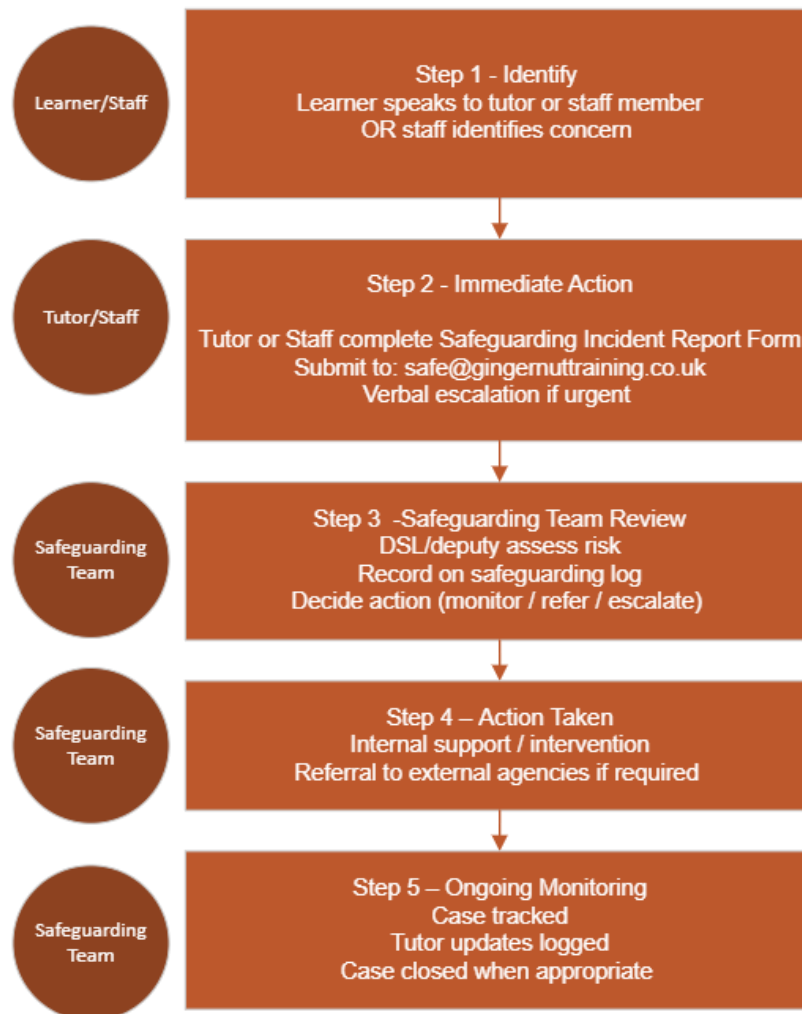 Learner/Staff
Step 1 - Identify
Learner speaks to tutor or staff member
OR staff identifies concern
Tutor/Staff
Step 2 - Immediate Action
Tutor or Staff complete Safeguarding Incident Report Form
Submit to: safe@gingernuttraining.co.uk
Verbal escalation if urgent
Safeguarding
Team
Step 3 -Safeguarding Team Review
DSL/deputy assess risk
Record on safeguarding log
Decide action (monitor / refer / escalate)
Safeguarding
Team
Step 4 – Action Taken
Internal support / intervention
Referral to external agencies if required
Safeguarding
Team
Step 5 – Ongoing Monitoring
Case tracked
Tutor updates logged
Case closed when appropriate